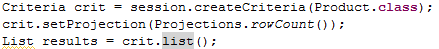 Criteria crit = session.createCriteria(Product.class);
crit.setProjection(Projections.rowCount());
List results = crit.list();